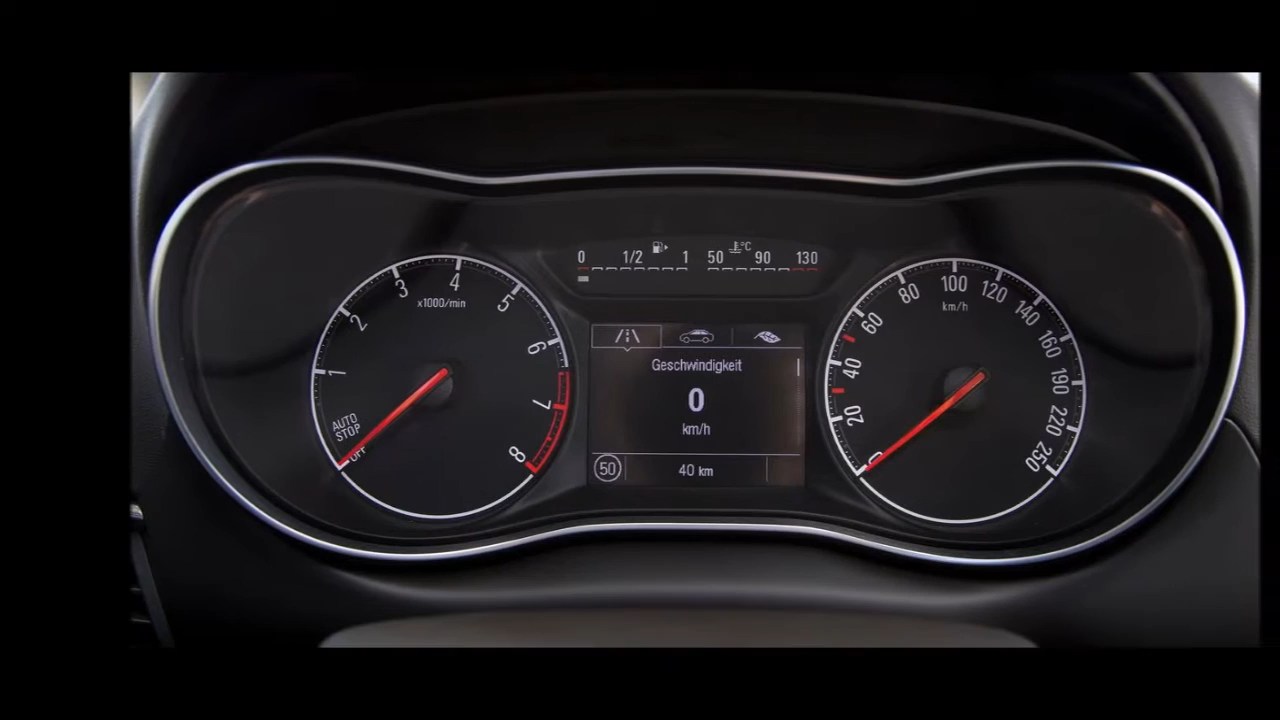 0 1/2 1 50 °C 90 130
1 2 3 4 5 6 7 8
x1000/min
AUTO
STOP
OFF
Geschwindigkeit
0
km/h
50 40 km
0 20 40 60 80 100 120 140 160 190 220 250
km/h